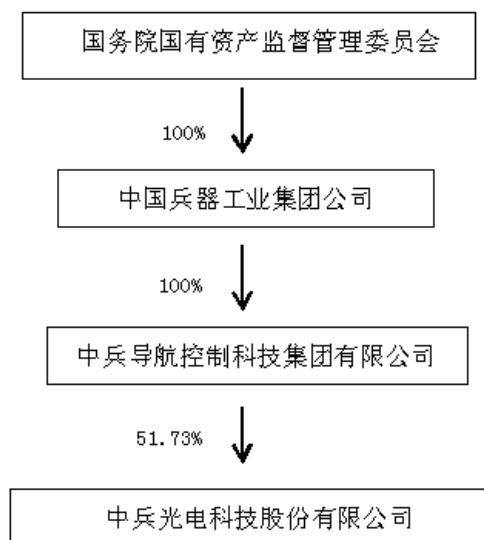 国务院国有资产监督管理委员会
100%
中国兵器工业集团公司
100%
中兵导航控制科技集团有限公司
51.73%
中兵光电科技股份有限公司